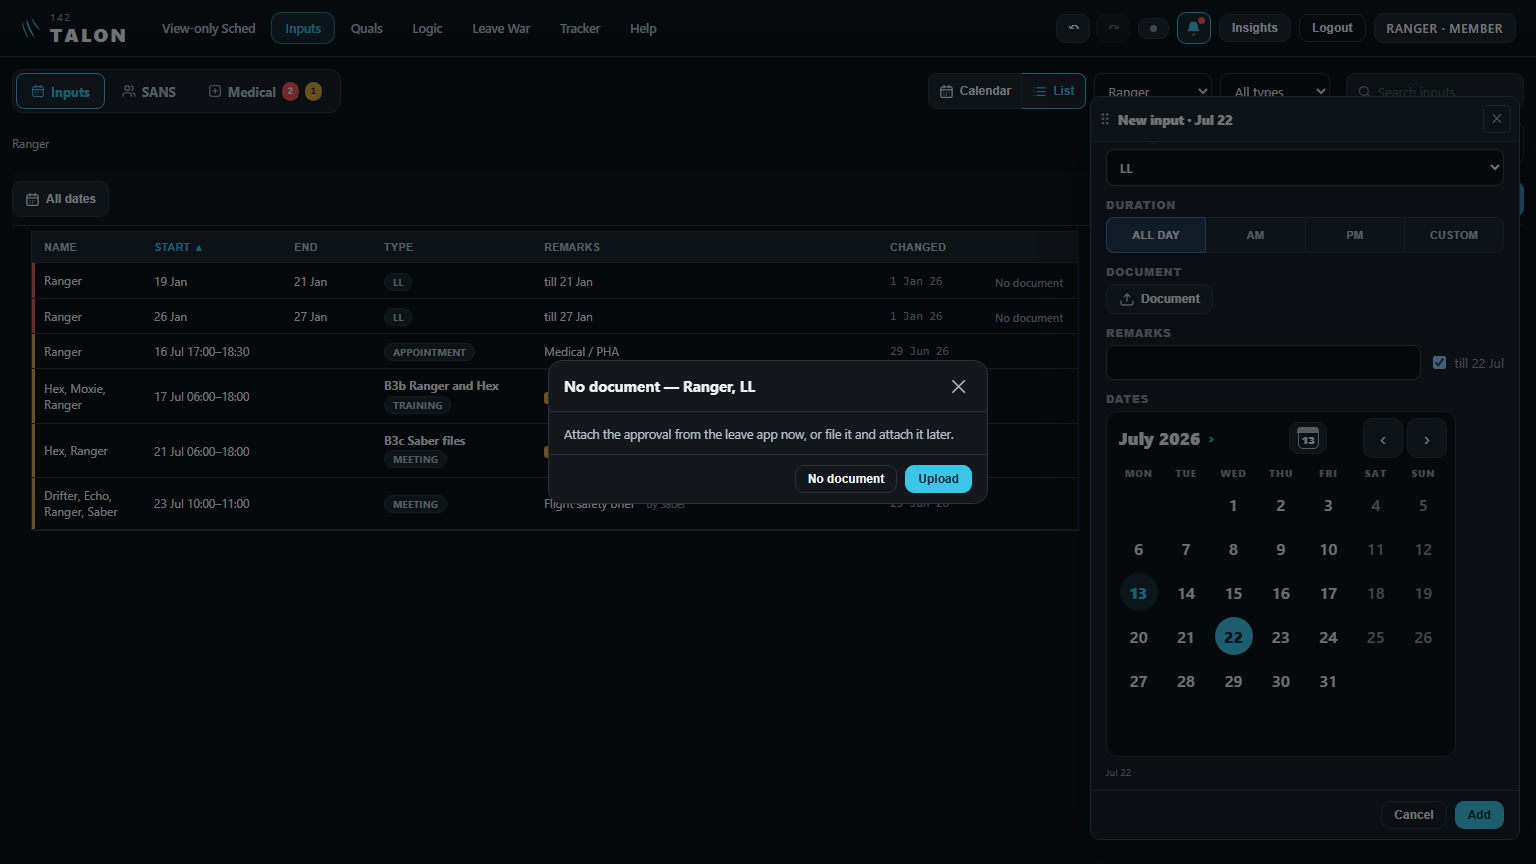 142
TALON
View-only Sched
Inputs
Quals
Logic
Leave War
Tracker
Help
Insights
Logout
RANGER · MEMBER
Inputs
SANS
Medical 2 1
Calendar
List
Ranger
All types
Search inputs
Ranger
All dates
NAME START ▲ END TYPE REMARKS CHANGED
Ranger 19 Jan 21 Jan LL till 21 Jan 1 Jan 26 No document
Ranger 26 Jan 27 Jan LL till 27 Jan 1 Jan 26 No document
Ranger 16 Jul 17:00–18:30 APPOINTMENT Medical / PHA 29 Jun 26
Hex, Moxie,
Ranger
17 Jul 06:00–18:00
B3b Ranger and Hex
TRAINING
Hex, Ranger
21 Jul 06:00–18:00
B3c Saber files
MEETING
Drifter, Echo,
Ranger, Saber
23 Jul 10:00–11:00
MEETING
Flight safety brief by Saber
No document — Ranger, LL
Attach the approval from the leave app now, or file it and attach it later.
No document
Upload
New input · Jul 22
LL
DURATION
ALL DAY AM PM CUSTOM
DOCUMENT
Document
REMARKS
till 22 Jul
DATES
July 2026 ›
13
‹ ›
MON TUE WED THU FRI SAT SUN
1 2 3 4 5
6 7 8 9 10 11 12
13 14 15 16 17 18 19
20 21 22 23 24 25 26
27 28 29 30 31
Jul 22
Cancel
Add